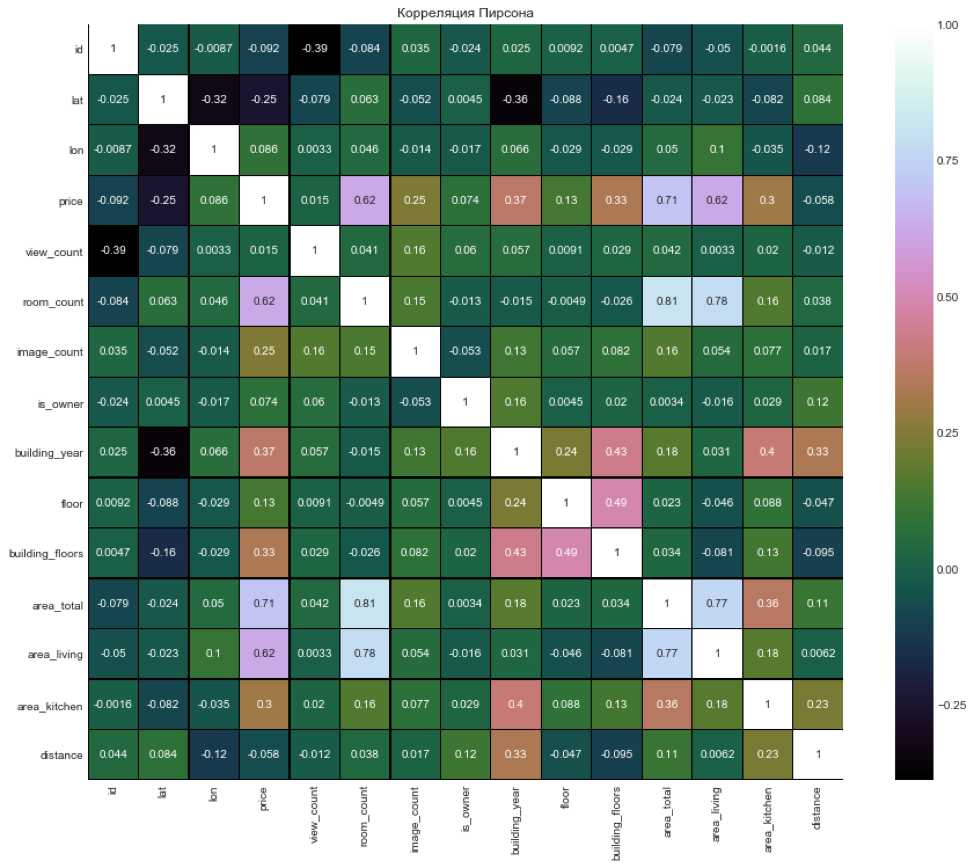 Корреляция Пирсона
id 1 -0.025 -0.0087 -0.092 -0.39 -0.084 0.035 -0.024 0.025 0.0092 0.0047 -0.079 -0.05 -0.0016 0.044
lat -0.025 1 -0.32 -0.25 -0.079 0.063 -0.052 0.0045 -0.36 -0.088 -0.16 -0.024 -0.023 -0.082 0.084
lon -0.0087 -0.32 1 0.086 0.0033 0.046 -0.014 -0.017 0.066 -0.029 -0.029 0.05 0.1 -0.035 -0.12
price -0.092 -0.25 0.086 1 0.015 0.62 0.25 0.074 0.37 0.13 0.33 0.71 0.62 0.3 -0.058
view_count -0.39 -0.079 0.0033 0.015 1 0.041 0.16 0.06 0.057 0.0091 0.029 0.042 0.0033 0.02 -0.012
room_count -0.084 0.063 0.046 0.62 0.041 1 0.15 -0.013 -0.015 -0.0049 -0.026 0.81 0.78 0.16 0.038
image_count 0.035 -0.052 -0.014 0.25 0.16 0.15 1 -0.053 0.13 0.057 0.082 0.16 0.054 0.077 0.017
is_owner -0.024 0.0045 -0.017 0.074 0.06 -0.013 -0.053 1 0.16 0.0045 0.02 0.0034 -0.016 0.029 0.12
building_year 0.025 -0.36 0.066 0.37 0.057 -0.015 0.13 0.16 1 0.24 0.43 0.18 0.031 0.4 0.33
floor 0.0092 -0.088 -0.029 0.13 0.0091 -0.0049 0.057 0.0045 0.24 1 0.49 0.023 -0.046 0.088 -0.047
building_floors 0.0047 -0.16 -0.029 0.33 0.029 -0.026 0.082 0.02 0.43 0.49 1 0.034 -0.081 0.13 -0.095
area_total -0.079 -0.024 0.05 0.71 0.042 0.81 0.16 0.0034 0.18 0.023 0.034 1 0.77 0.36 0.11
area_living -0.05 -0.023 0.1 0.62 0.0033 0.78 0.054 -0.016 0.031 -0.046 -0.081 0.77 1 0.18 0.0062
area_kitchen -0.0016 -0.082 -0.035 0.3 0.02 0.16 0.077 0.029 0.4 0.088 0.13 0.36 0.18 1 0.23
distance 0.044 0.084 -0.12 -0.058 -0.012 0.038 0.017 0.12 0.33 -0.047 -0.095 0.11 0.0062 0.23 1
id lat lon price view_count room_count image_count is_owner building_year floor building_floors area_total area_living area_kitchen distance
1.00
0.75
0.50
0.25
0.00
−0.25